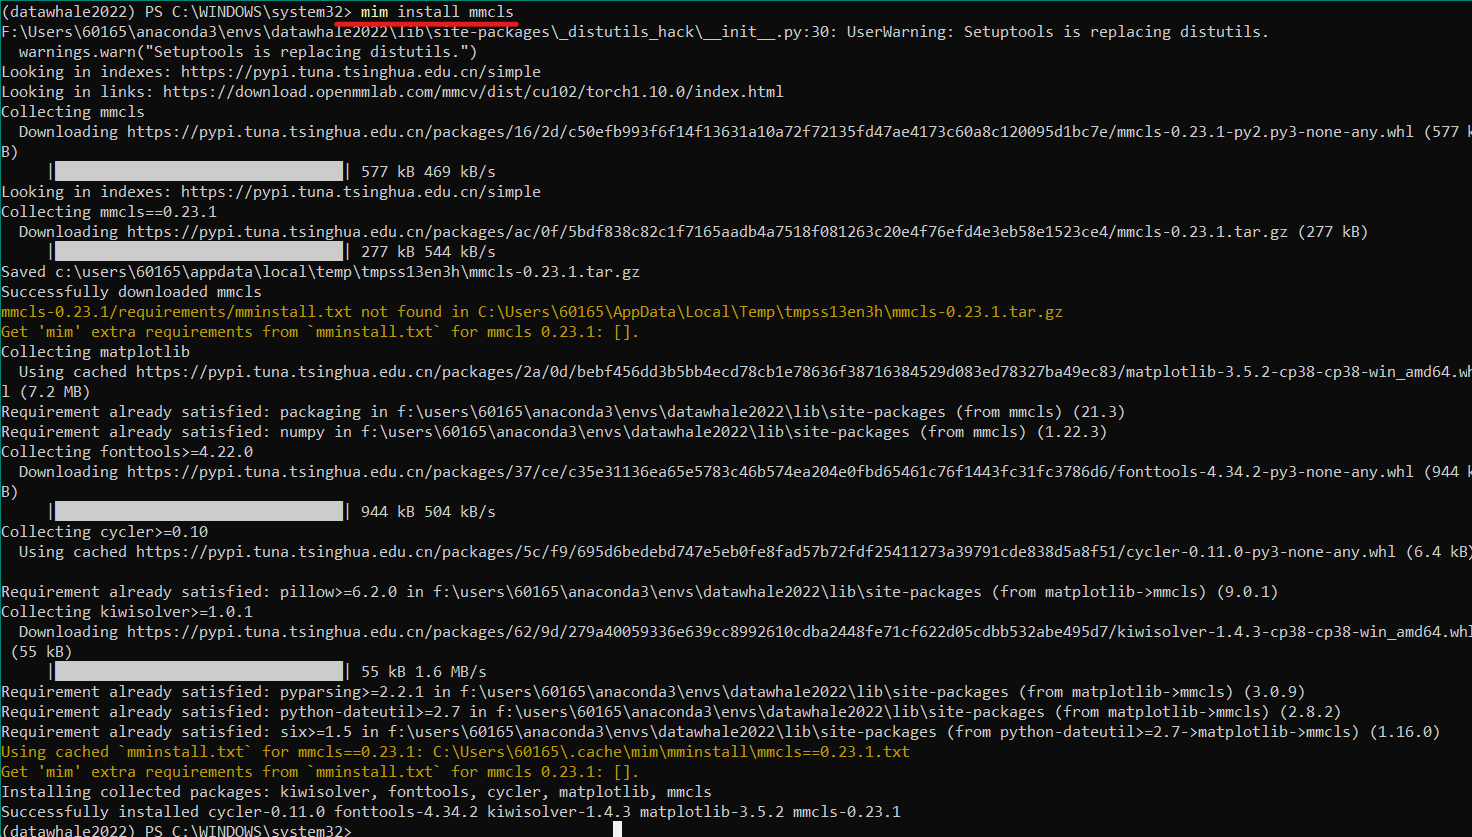 (datawhale2022) PS C:\WINDOWS\system32> mim install mmcls
F:\Users\60165\anaconda3\envs\datawhale2022\lib\site-packages\_distutils_hack\__init__.py:30: UserWarning: Setuptools is replacing distutils.
  warnings.warn("Setuptools is replacing distutils.")
Looking in indexes: https://pypi.tuna.tsinghua.edu.cn/simple
Looking in links: https://download.openmmlab.com/mmcv/dist/cu102/torch1.10.0/index.html
Collecting mmcls
  Downloading https://pypi.tuna.tsinghua.edu.cn/packages/16/2d/c50efb993f6f14f13631a10a72f72135fd47ae4173c60a8c120095d1bc7e/mmcls-0.23.1-py2.py3-none-any.whl (577 k
B)
     |                                | 577 kB 469 kB/s
Looking in indexes: https://pypi.tuna.tsinghua.edu.cn/simple
Collecting mmcls==0.23.1
  Downloading https://pypi.tuna.tsinghua.edu.cn/packages/ac/0f/5bdf838c82c1f7165aadb4a7518f081263c20e4f76efd4e3eb58e1523ce4/mmcls-0.23.1.tar.gz (277 kB)
     |                                | 277 kB 544 kB/s
Saved c:\users\60165\appdata\local\temp\tmpss13en3h\mmcls-0.23.1.tar.gz
Successfully downloaded mmcls
mmcls-0.23.1/requirements/mminstall.txt not found in C:\Users\60165\AppData\Local\Temp\tmpss13en3h\mmcls-0.23.1.tar.gz
Get 'mim' extra requirements from `mminstall.txt` for mmcls 0.23.1: [].
Collecting matplotlib
  Using cached https://pypi.tuna.tsinghua.edu.cn/packages/2a/0d/bebf456dd3b5bb4ecd78cb1e78636f38716384529d083ed78327ba49ec83/matplotlib-3.5.2-cp38-cp38-win_amd64.wh
l (7.2 MB)
Requirement already satisfied: packaging in f:\users\60165\anaconda3\envs\datawhale2022\lib\site-packages (from mmcls) (21.3)
Requirement already satisfied: numpy in f:\users\60165\anaconda3\envs\datawhale2022\lib\site-packages (from mmcls) (1.22.3)
Collecting fonttools>=4.22.0
  Downloading https://pypi.tuna.tsinghua.edu.cn/packages/37/ce/c35e31136ea65e5783c46b574ea204e0fbd65461c76f1443fc31fc3786d6/fonttools-4.34.2-py3-none-any.whl (944 k
B)
     |                                | 944 kB 504 kB/s
Collecting cycler>=0.10
  Using cached https://pypi.tuna.tsinghua.edu.cn/packages/5c/f9/695d6bedebd747e5eb0fe8fad57b72fdf25411273a39791cde838d5a8f51/cycler-0.11.0-py3-none-any.whl (6.4 kB)
Requirement already satisfied: pillow>=6.2.0 in f:\users\60165\anaconda3\envs\datawhale2022\lib\site-packages (from matplotlib->mmcls) (9.0.1)
Collecting kiwisolver>=1.0.1
  Downloading https://pypi.tuna.tsinghua.edu.cn/packages/62/9d/279a40059336e639cc8992610cdba2448fe71cf622d05cdbb532abe495d7/kiwisolver-1.4.3-cp38-cp38-win_amd64.whl
 (55 kB)
     |                                | 55 kB 1.6 MB/s
Requirement already satisfied: pyparsing>=2.2.1 in f:\users\60165\anaconda3\envs\datawhale2022\lib\site-packages (from matplotlib->mmcls) (3.0.9)
Requirement already satisfied: python-dateutil>=2.7 in f:\users\60165\anaconda3\envs\datawhale2022\lib\site-packages (from matplotlib->mmcls) (2.8.2)
Requirement already satisfied: six>=1.5 in f:\users\60165\anaconda3\envs\datawhale2022\lib\site-packages (from python-dateutil>=2.7->matplotlib->mmcls) (1.16.0)
Using cached `mminstall.txt` for mmcls==0.23.1: C:\Users\60165\.cache\mim\mminstall\mmcls==0.23.1.txt
Get 'mim' extra requirements from `mminstall.txt` for mmcls 0.23.1: [].
Installing collected packages: kiwisolver, fonttools, cycler, matplotlib, mmcls
Successfully installed cycler-0.11.0 fonttools-4.34.2 kiwisolver-1.4.3 matplotlib-3.5.2 mmcls-0.23.1
(datawhale2022) PS C:\WINDOWS\system32>